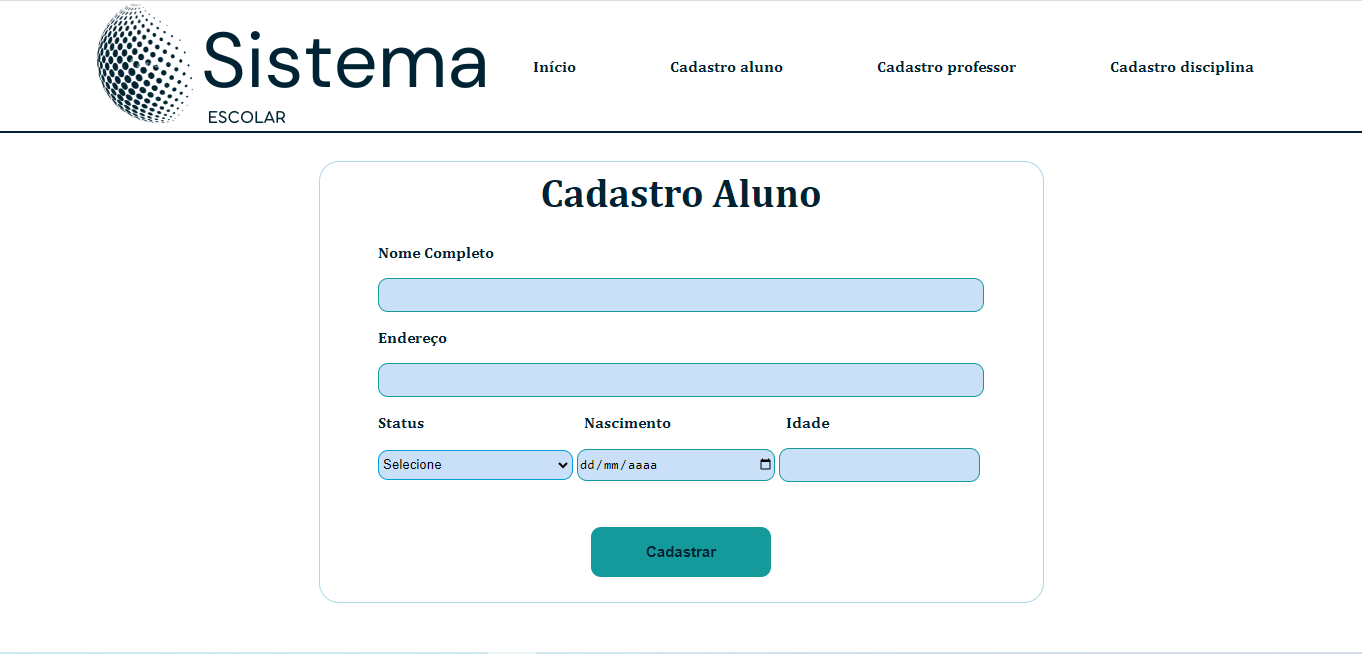 Sistema
ESCOLAR
Início Cadastro aluno Cadastro professor Cadastro disciplina
Cadastro Aluno
Nome Completo
Endereço
Status Nascimento Idade
Selecione dd/mm/aaaa
Cadastrar